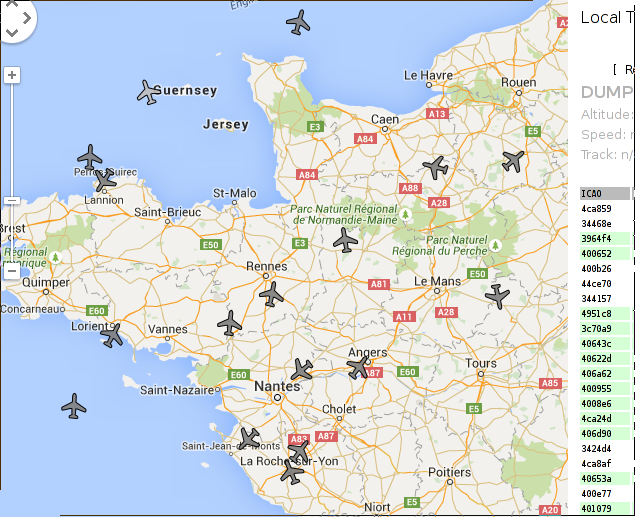 Engli
Guernsey
Jersey
Le Havre
Rouen
Caen
A13
E3
A84
E5
Perros-Guirec
Lannion
A84
A88
A28
St-Malo
Saint-Brieuc
Parc Naturel Régional
de Normandie-Maine
Brest
Régional
E50
E3
Parc Naturel
Régional du Perche
Rennes
E50
Quimper
A81
Le Mans
Concarneau
E60
A11
A28
Lorient
Vannes
Angers
Tours
E60
A87
E60
A85
Saint-Nazaire
Nantes
Cholet
E5
A83
A87
Saint-Jean-de-Monts
La Roche-sur-Yon
Poitiers
Niort
E5
A20
Local T
[ R
DUMP
Altitude:
Speed: n
Track: n/
ICAO
4ca859
34468e
3964f4
400652
400b26
44ce70
344157
4951c8
3c70a9
40643c
40622d
406a62
400955
4008e6
4ca24d
406d90
3424d4
4ca8af
40653a
400e77
401079